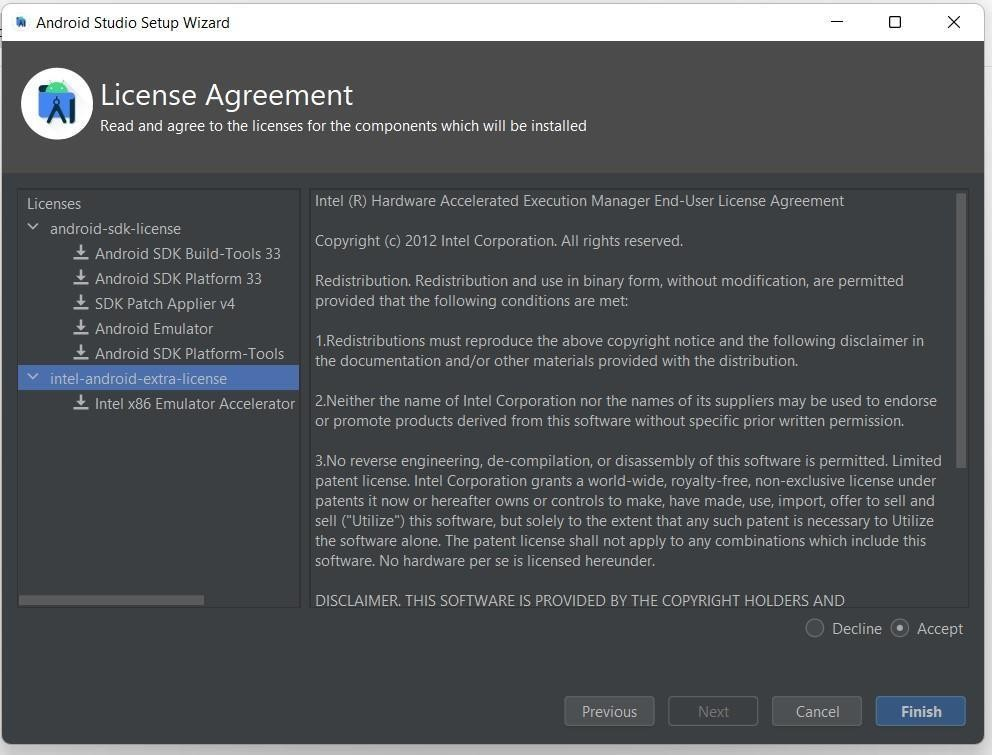 Android Studio Setup Wizard
License Agreement
Read and agree to the licenses for the components which will be installed
Licenses
android-sdk-license
Android SDK Build-Tools 33
Android SDK Platform 33
SDK Patch Applier v4
Android Emulator
Android SDK Platform-Tools
intel-android-extra-license
Intel x86 Emulator Accelerator
Intel (R) Hardware Accelerated Execution Manager End-User License Agreement
Copyright (c) 2012 Intel Corporation. All rights reserved.
Redistribution. Redistribution and use in binary form, without modification, are permitted
provided that the following conditions are met:
1.Redistributions must reproduce the above copyright notice and the following disclaimer in
the documentation and/or other materials provided with the distribution.
2.Neither the name of Intel Corporation nor the names of its suppliers may be used to endorse
or promote products derived from this software without specific prior written permission.
3.No reverse engineering, de-compilation, or disassembly of this software is permitted. Limited
patent license. Intel Corporation grants a world-wide, royalty-free, non-exclusive license under
patents it now or hereafter owns or controls to make, have made, use, import, offer to sell and
sell ("Utilize") this software, but solely to the extent that any such patent is necessary to Utilize
the software alone. The patent license shall not apply to any combinations which include this
software. No hardware per se is licensed hereunder.
DISCLAIMER. THIS SOFTWARE IS PROVIDED BY THE COPYRIGHT HOLDERS AND
Decline Accept
Previous Next Cancel Finish